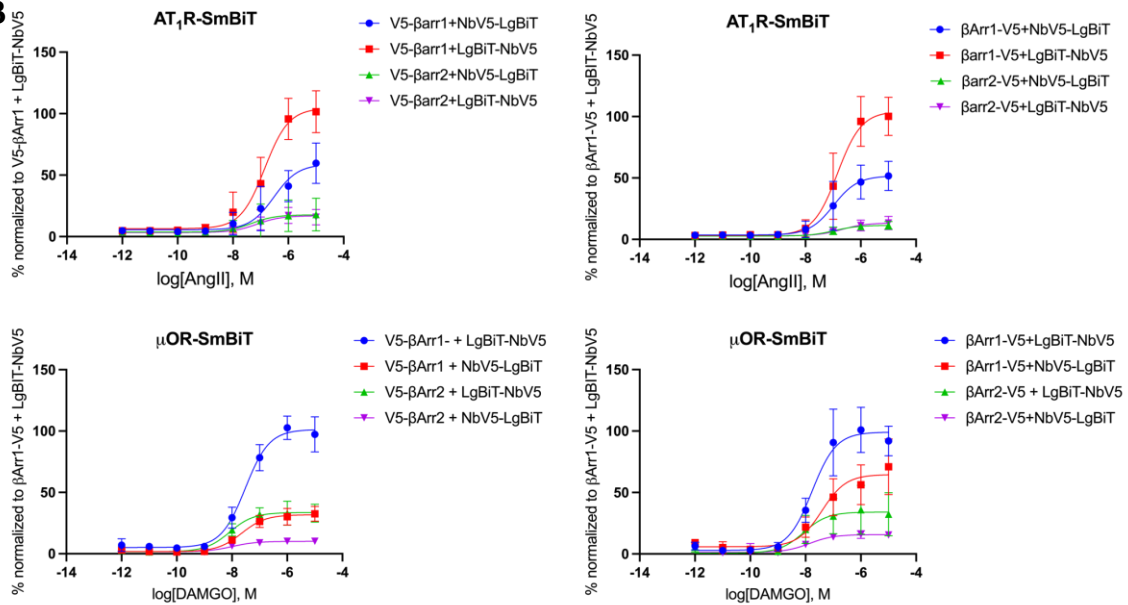 B
AT₁R-SmBiT
% normalized to V5-βArr1 + LgBIT-NbV5
150
100
50
0
-14
-12
-10
-8
-6
-4
log[AngII], M
V5-βarr1+NbV5-LgBiT
V5-βarr1+LgBiT-NbV5
V5-βarr2+NbV5-LgBiT
V5-βarr2+LgBiT-NbV5
AT₁R-SmBiT
% normalized to βArr1-V5 + LgBIT-NbV5
150
100
50
0
-14
-12
-10
-8
-6
-4
log[AngII], M
βArr1-V5+NbV5-LgBiT
βarr1-V5+LgBiT-NbV5
βarr2-V5+NbV5-LgBiT
βarr2-V5+LgBiT-NbV5
μOR-SmBiT
% normalized to βArr1-V5 + LgBIT-NbV5
150
100
50
0
-14
-12
-10
-8
-6
-4
log[DAMGO], M
V5-βArr1- + LgBiT-NbV5
V5-βArr1 + NbV5-LgBiT
V5-βArr2 + LgBiT-NbV5
V5-βArr2 + NbV5-LgBiT
μOR-SmBiT
% normalized to βArr1-V5 + LgBIT-NbV5
150
100
50
0
-14
-12
-10
-8
-6
-4
log[DAMGO], M
βArr1-V5+LgBiT-NbV5
βArr1-V5+NbV5-LgBiT
βArr2-V5 + LgBiT-NbV5
βArr2-V5+NbV5-LgBiT